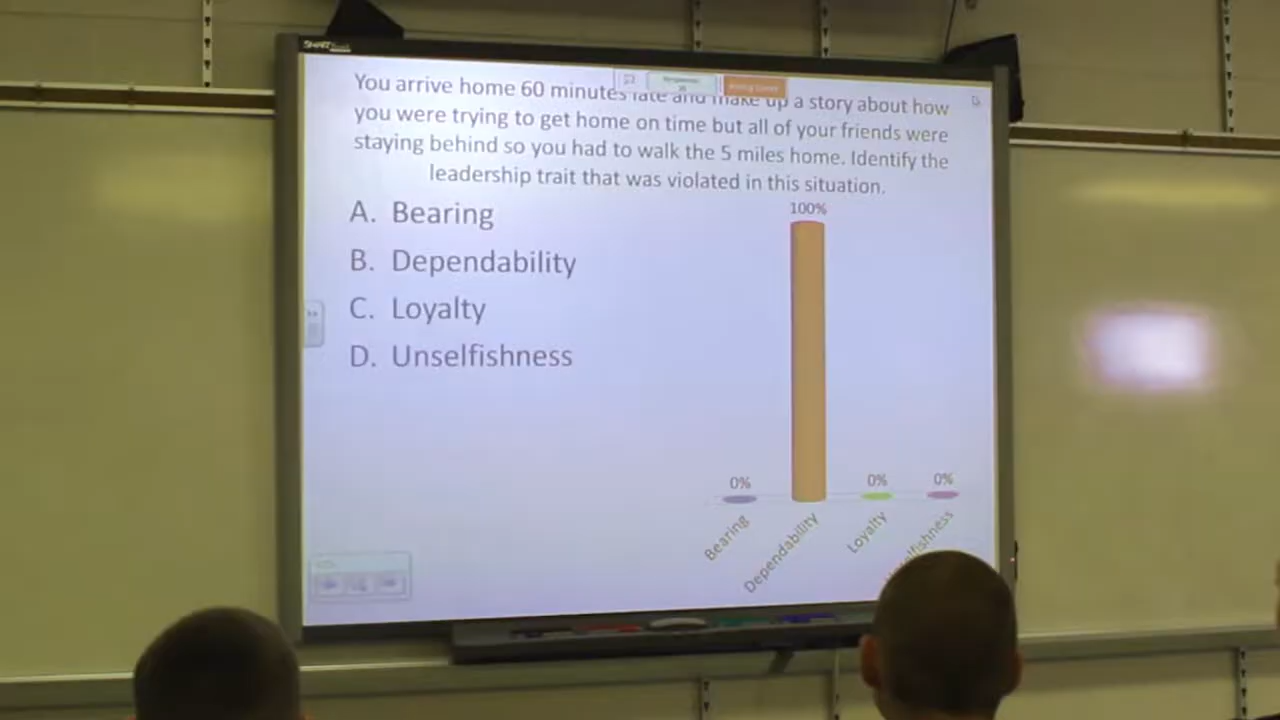 SMART
You arrive home 60 minutes late and make up a story about how
you were trying to get home on time but all of your friends were
staying behind so you had to walk the 5 miles home. Identify the
leadership trait that was violated in this situation.
A. Bearing
B. Dependability
C. Loyalty
D. Unselfishness
100%
0%
0%
0%
Bearing
Dependability
Loyalty